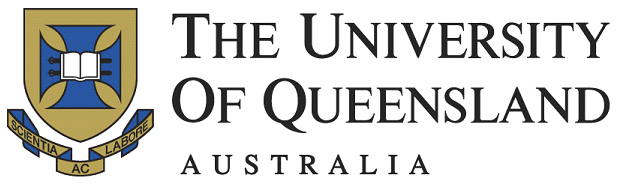 THE UNIVERSITY
OF QUEENSLAND
AUSTRALIA
SCIENTIA AC LABORE